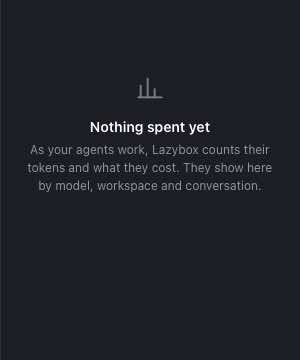 Nothing spent yet
As your agents work, Lazybox counts their
tokens and what they cost. They show here
by model, workspace and conversation.